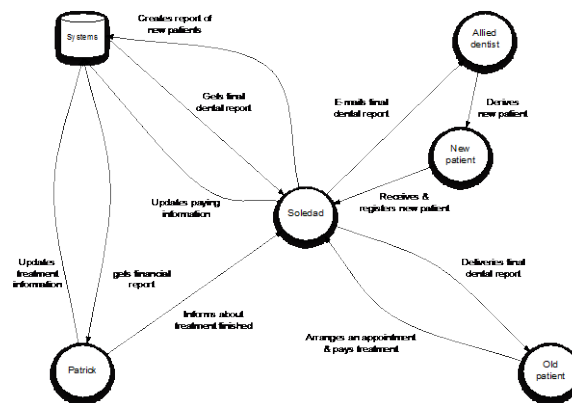 Systems
Creates report of
new patients
Allied
dentist
Gets final
dental report
E-mails final
dental report
Derives
new patient
New
patient
Updates paying
information
Soledad
Receives &
registers new patient
Updates
treatment
information
gets financial
report
Deliveries final
dental report
Informs about
treatment finished
Arranges an appointment
& pays treatment
Patrick
Old
patient